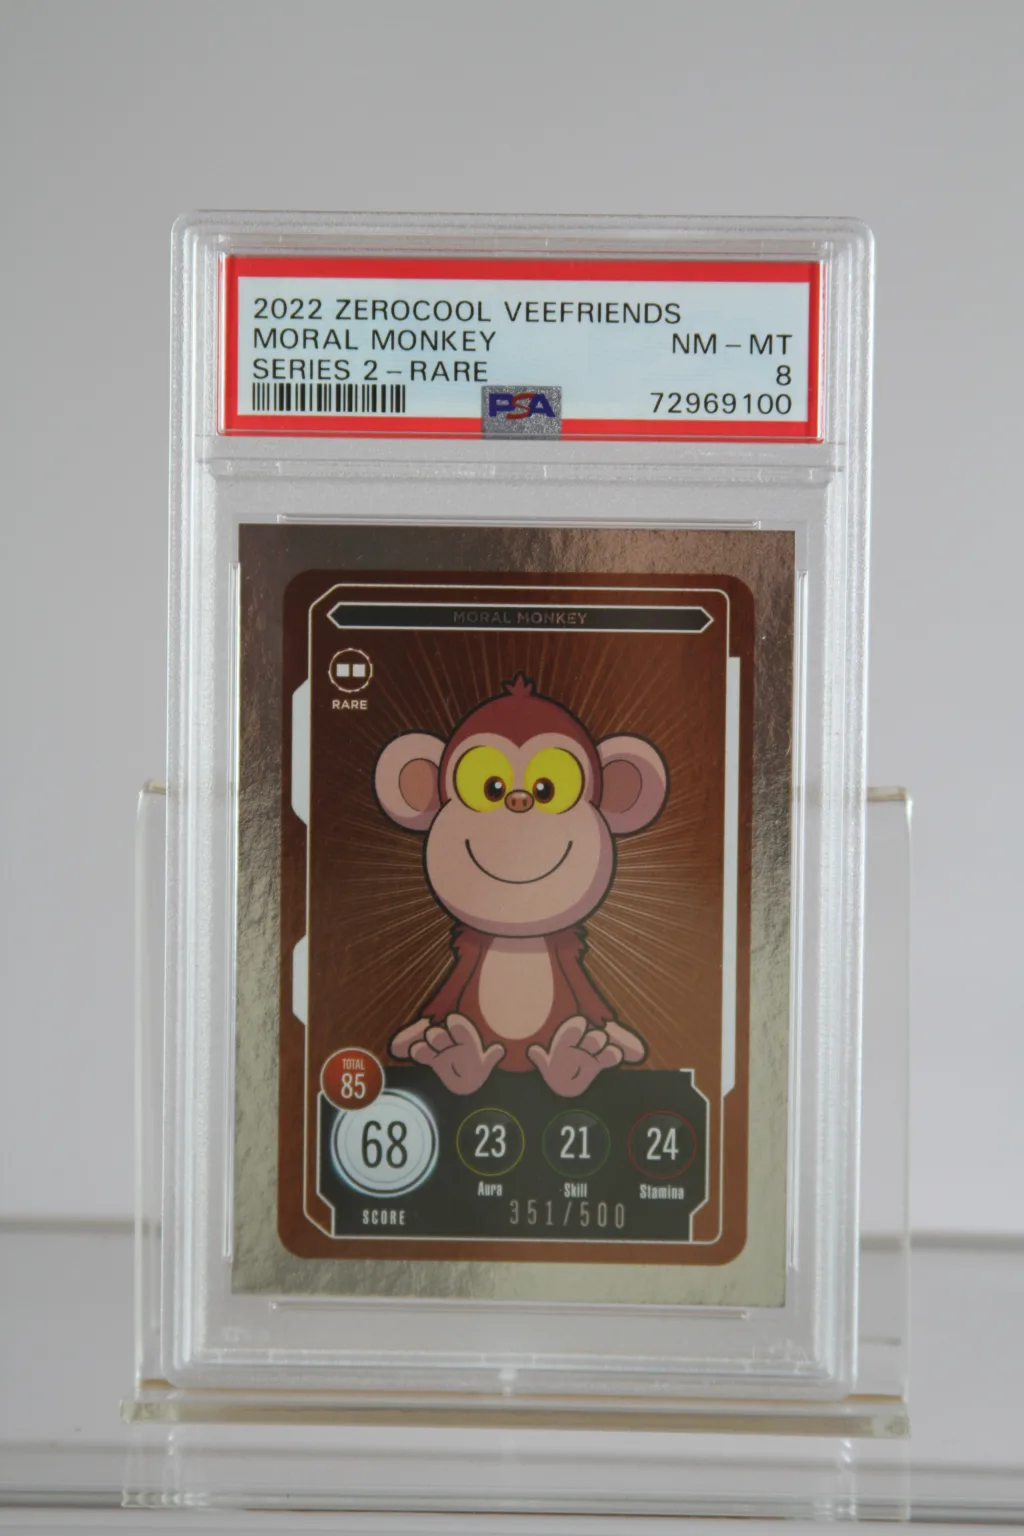 2022 ZEROCOOL VEEFRIENDS
MORAL MONKEY NM - MT
SERIES 2 - RARE 8
PSA 72969100
MORAL MONKEY
RARE
TOTAL
85
68 23 21 24
Aura Skill Stamina
SCORE 351/500